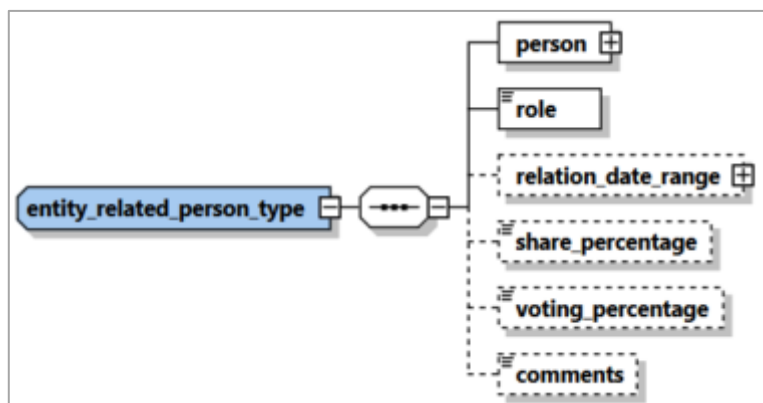 person
role
entity_related_person_type
relation_date_range
share_percentage
voting_percentage
comments